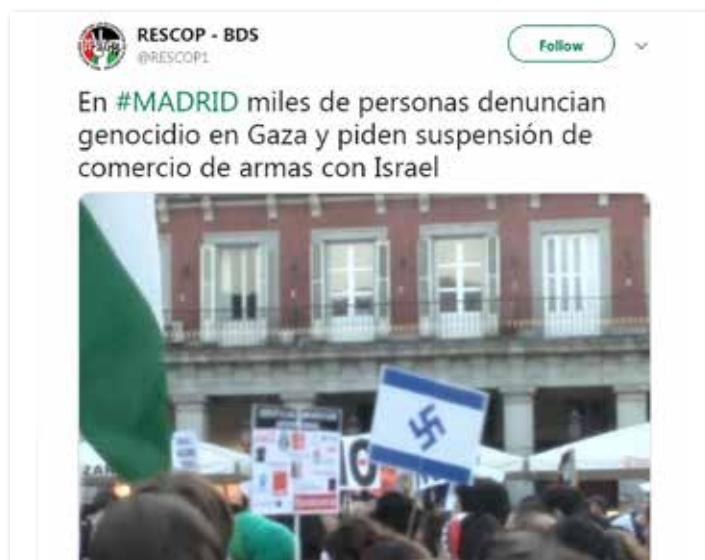 RESCOP - BDS
@RESCOP1
Follow
En #MADRID miles de personas denuncian
genocidio en Gaza y piden suspensión de
comercio de armas con Israel